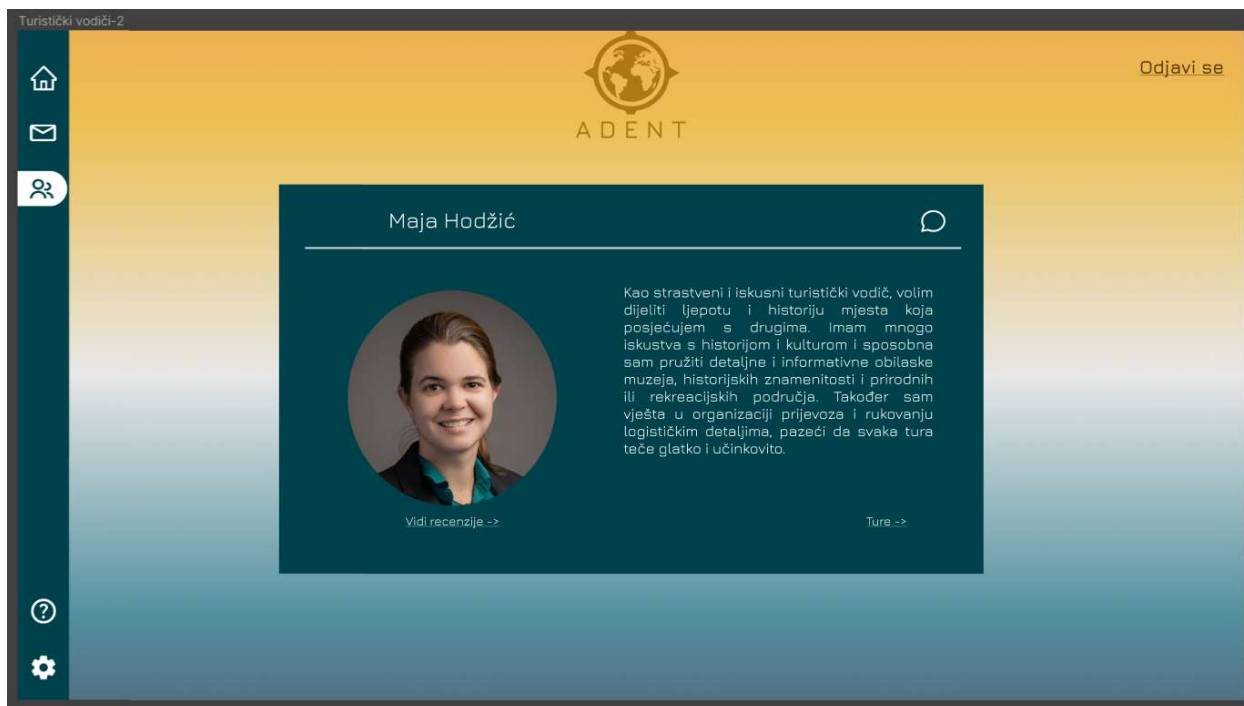 Turistički vodiči-2
Odjavi se
ADENT
Maja Hodžić
Kao strastveni i iskusni turistički vodič, volim
dijeliti ljepotu i historiju mjesta koja
posjećujem s drugima. Imam mnogo
iskustva s historijom i kulturom i sposobna
sam pružiti detaljne i informativne obilaske
muzeja, historijskih znamenitosti i prirodnih
ili rekreacijskih područja. Također sam
vješta u organizaciji prijevoza i rukovanju
logističkim detaljima, pazeći da svaka tura
teče glatko i učinkovito.
Vidi recenzije ->
Ture ->